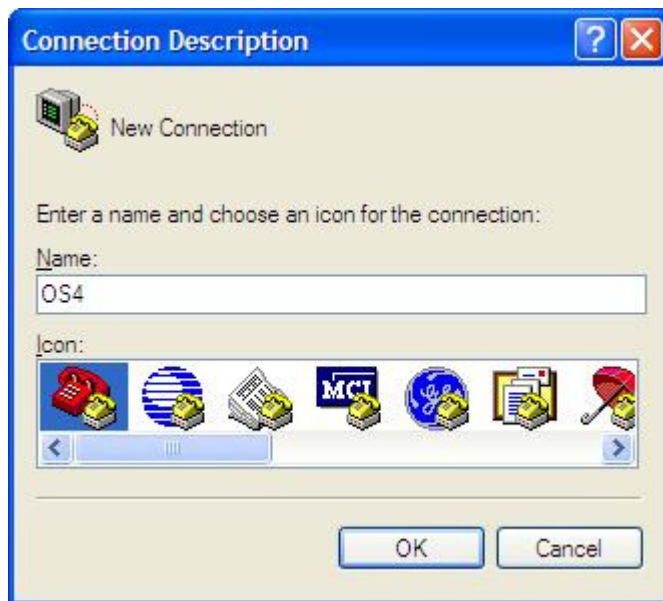 Connection Description
New Connection
Enter a name and choose an icon for the connection:
Name:
OS4
Icon:
MCI
OK Cancel